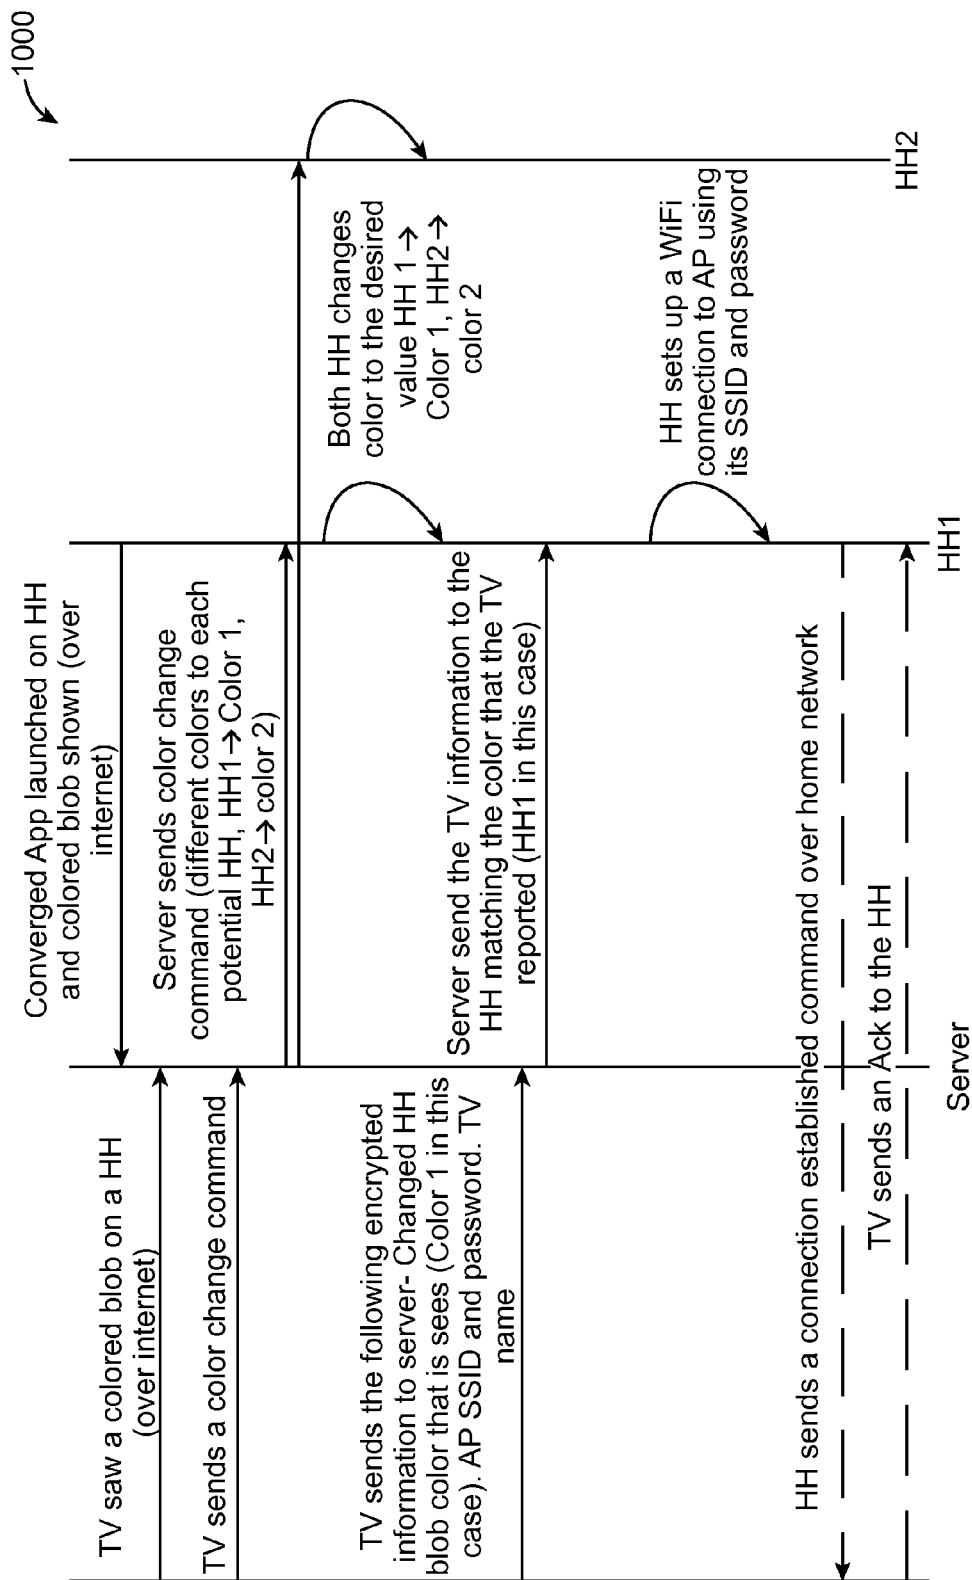 1000
Converged App launched on HH
and colored blob shown (over
internet)
TV saw a colored blob on a HH
(over internet)
TV sends a color change command
Server sends color change
command (different colors to each
potential HH, HH1→Color 1,
HH2→color 2)
Both HH changes
color to the desired
value HH 1→
Color 1, HH2→
color 2
TV sends the following encrypted
information to server- Changed HH
blob color that is sees (Color 1 in this
case). AP SSID and password. TV
name
Server send the TV information to the
HH matching the color that the TV
reported (HH1 in this case)
HH sets up a WiFi
connection to AP using
its SSID and password
HH sends a connection established command over home network
TV sends an Ack to the HH
Server
HH1
HH2